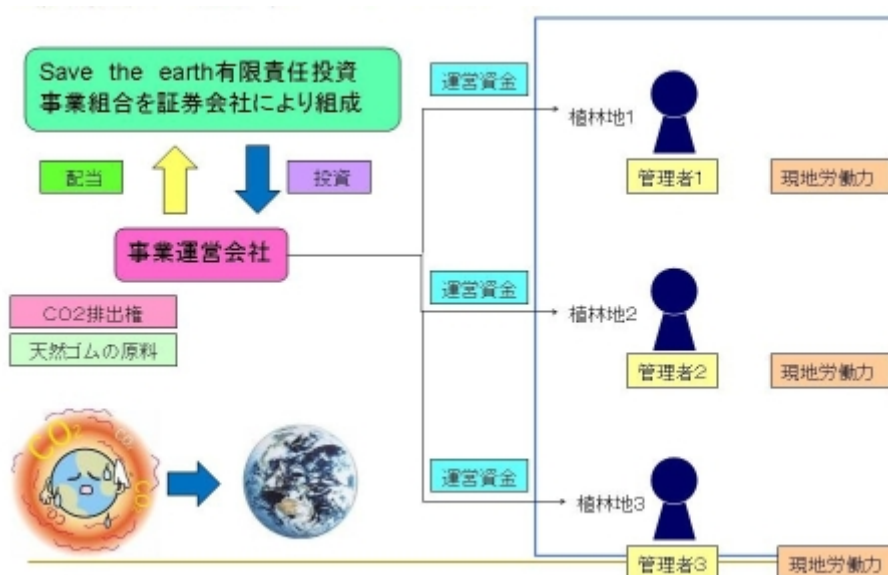 Save the earth有限責任投資
事業組合を証券会社により組成
配当
投資
事業運営会社
CO2排出権
天然ゴムの原料
CO2
CO2
CO
CO
運営資金
植林地1
管理者1
現地労働力
運営資金
植林地2
管理者2
現地労働力
運営資金
植林地3
管理者3
現地労働力